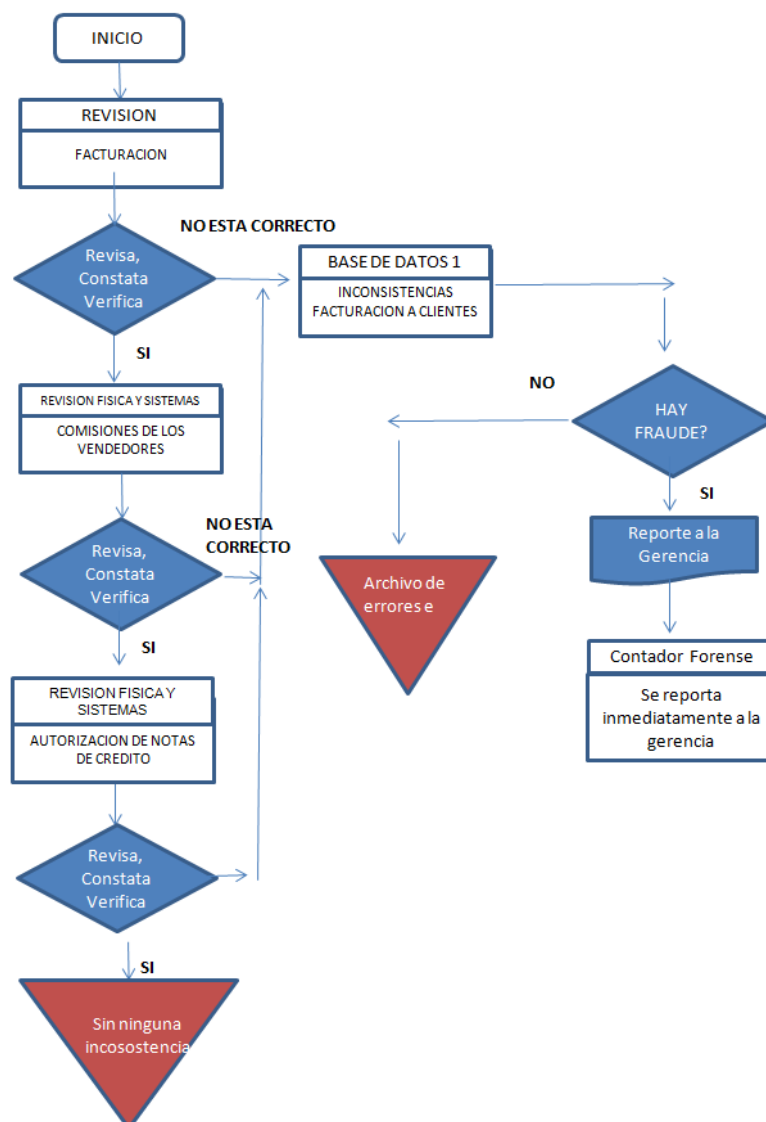 INICIO
REVISION
FACTURACION
NO ESTA CORRECTO
Revisa,
Constata
Verifica
BASE DE DATOS 1
INCONSISTENCIAS
FACTURACION A CLIENTES
SI
REVISION FISICA Y SISTEMAS
COMISIONES DE LOS
VENDEDORES
NO
HAY
FRAUDE?
SI
NO ESTA
CORRECTO
Revisa,
Constata
Verifica
Reporte a la
Gerencia
Archivo de
errores e
SI
REVISION FISICA Y
SISTEMAS
AUTORIZACION DE NOTAS
DE CREDITO
Contador Forense
Se reporta
inmediatamente a la
gerencia
Revisa,
Constata
Verifica
SI
Sin ninguna
incosostencia